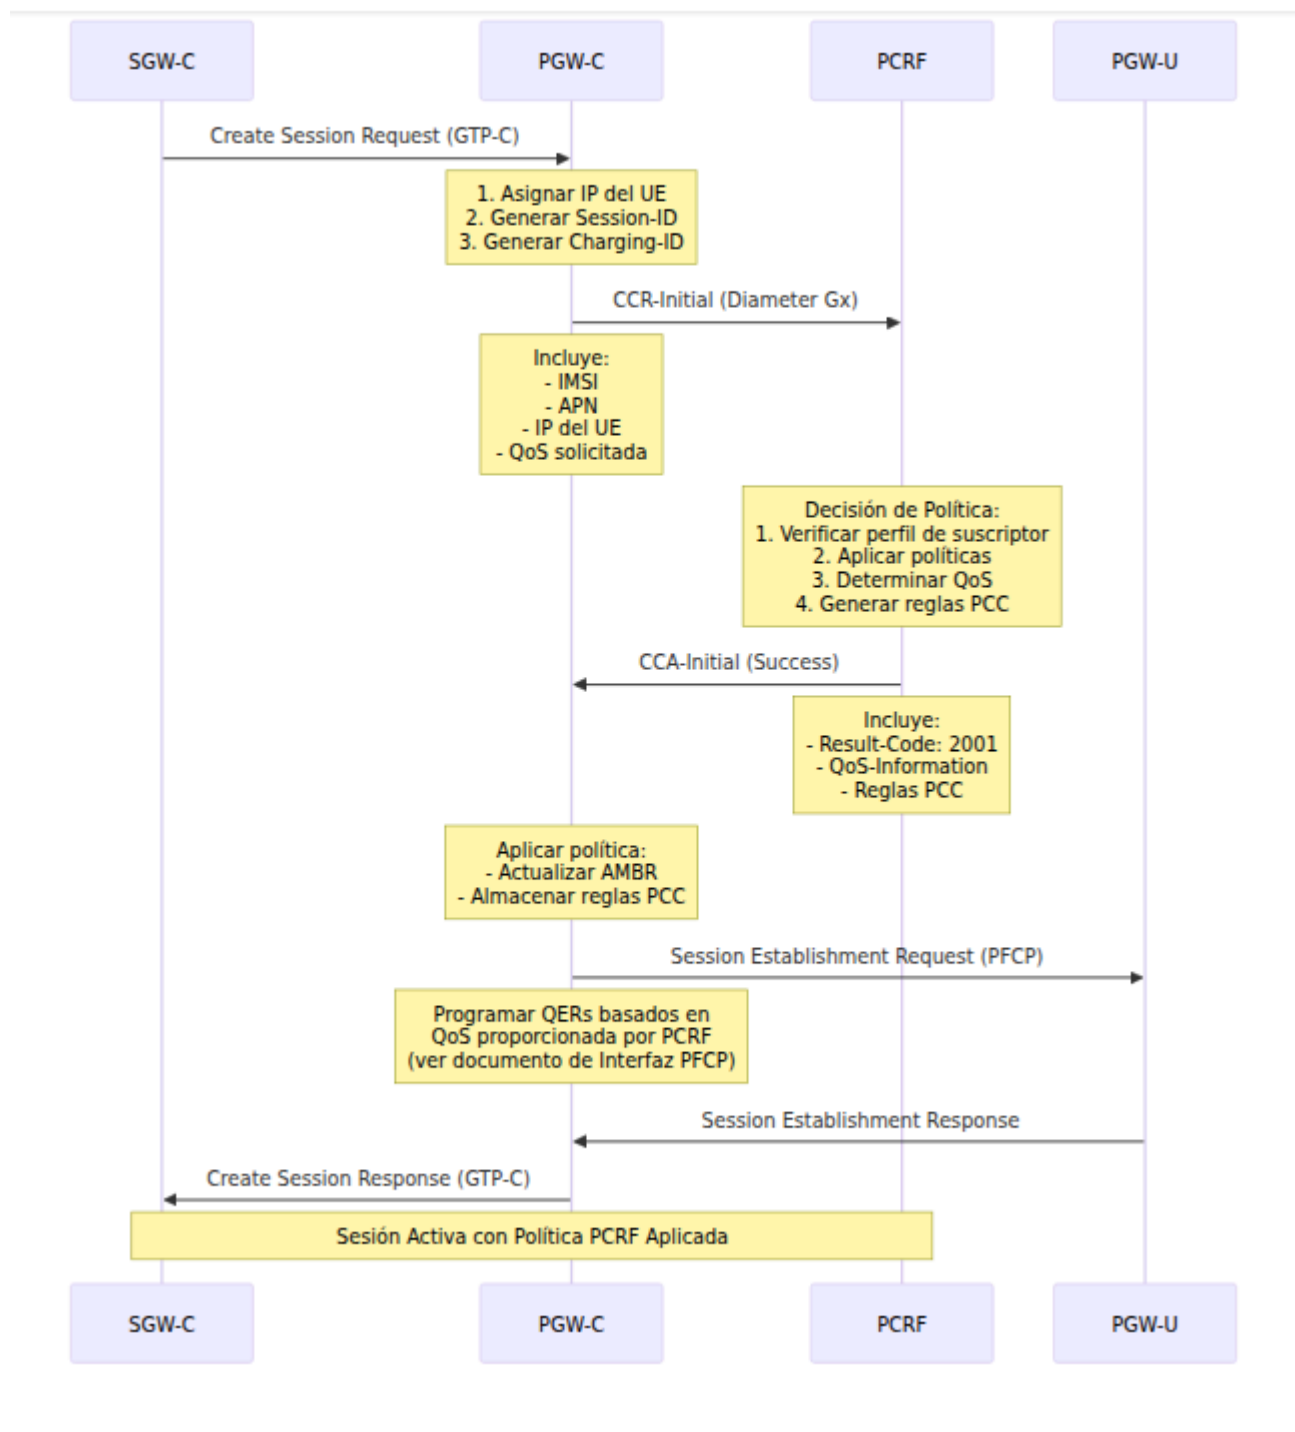 SGW-C
PGW-C
PCRF
PGW-U
Create Session Request (GTP-C)
1. Asignar IP del UE
2. Generar Session-ID
3. Generar Charging-ID
CCR-Initial (Diameter Gx)
Incluye:
- IMSI
- APN
- IP del UE
- QoS solicitada
Decisión de Política:
1. Verificar perfil de suscriptor
2. Aplicar políticas
3. Determinar QoS
4. Generar reglas PCC
CCA-Initial (Success)
Incluye:
- Result-Code: 2001
- QoS-Information
- Reglas PCC
Aplicar política:
- Actualizar AMBR
- Almacenar reglas PCC
Session Establishment Request (PFCP)
Programar QERs basados en
QoS proporcionada por PCRF
(ver documento de Interfaz PFCP)
Session Establishment Response
Create Session Response (GTP-C)
Sesión Activa con Política PCRF Aplicada
SGW-C
PGW-C
PCRF
PGW-U